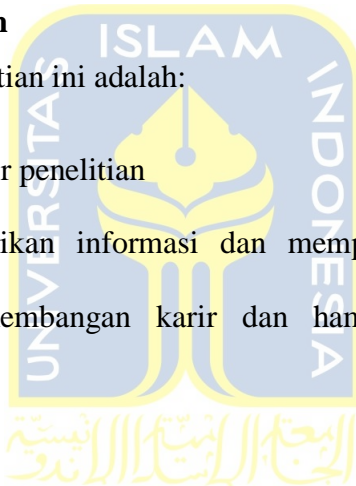 n
ISLAM
tian ini adalah:
UNIVERSITAS
INDONESIA
r penelitian
ikan informasi dan memp
embangan karir dan han